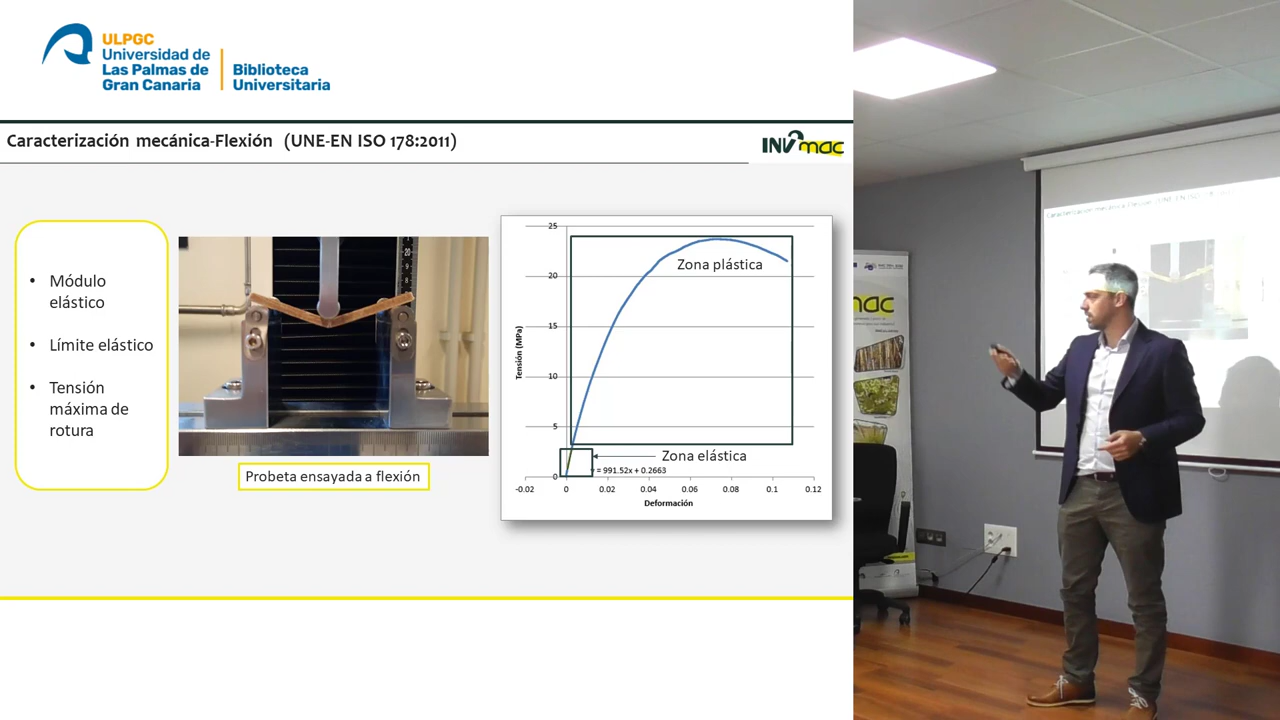 ULPGC
Universidad de
Las Palmas de
Gran Canaria
Biblioteca
Universitaria
Caracterización mecánica-Flexión (UNE-EN ISO 178:2011)
INVmac
• Módulo
elástico
• Límite elástico
• Tensión
máxima de
rotura
Probeta ensayada a flexión
25
20
15
10
5
0
Tensión (MPa)
Zona plástica
Zona elástica
= 991.52x + 0.2663
-0.02
0
0.02
0.04
0.06
0.08
0.1
0.12
Deformación
mac